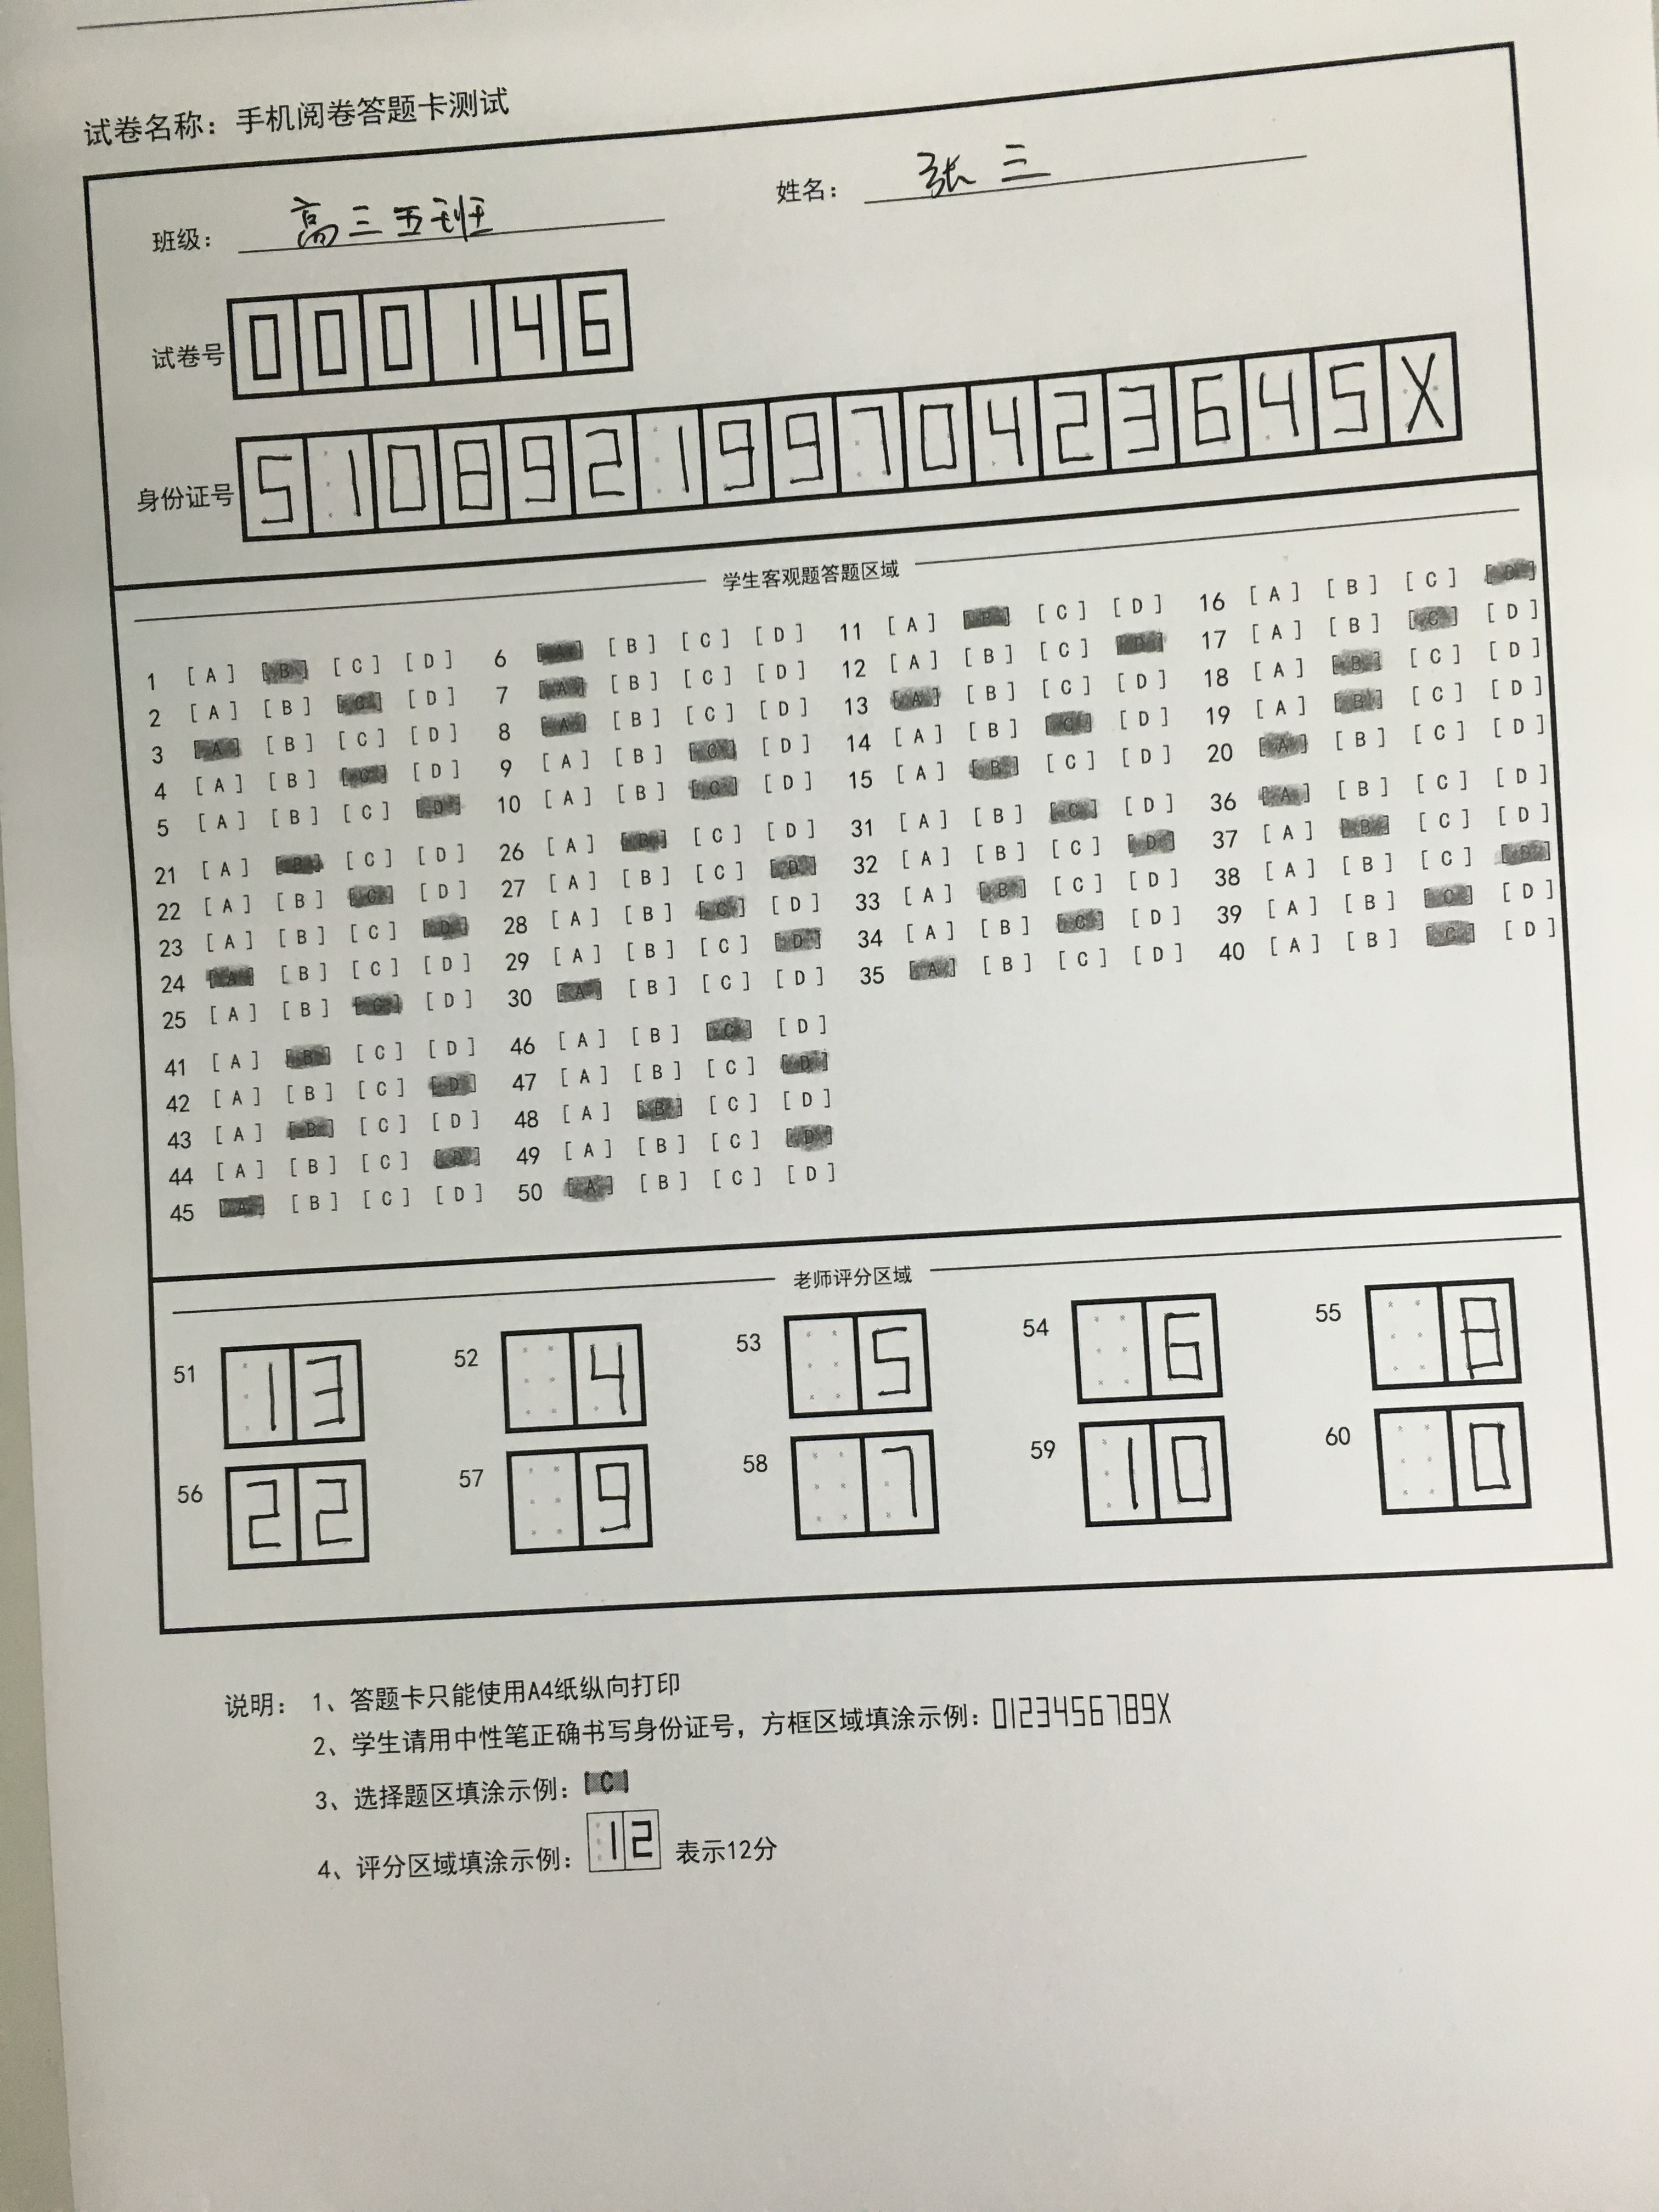 试卷名称：手机阅卷答题卡测试
班级： 高三五班 姓名： 张三
试卷号 000146
身份证号 51089219970423645X
学生客观题答题区域
1 [A] [B] [C] [D] 6 [A] [B] [C] [D] 11 [A] [B] [C] [D] 16 [A] [B] [C] [D]
2 [A] [B] [C] [D] 7 [A] [B] [C] [D] 12 [A] [B] [C] [D] 17 [A] [B] [C] [D]
3 [A] [B] [C] [D] 8 [A] [B] [C] [D] 13 [A] [B] [C] [D] 18 [A] [B] [C] [D]
4 [A] [B] [C] [D] 9 [A] [B] [C] [D] 14 [A] [B] [C] [D] 19 [A] [B] [C] [D]
5 [A] [B] [C] [D] 10 [A] [B] [C] [D] 15 [A] [B] [C] [D] 20 [A] [B] [C] [D]
21 [A] [B] [C] [D] 26 [A] [B] [C] [D] 31 [A] [B] [C] [D] 36 [A] [B] [C] [D]
22 [A] [B] [C] [D] 27 [A] [B] [C] [D] 32 [A] [B] [C] [D] 37 [A] [B] [C] [D]
23 [A] [B] [C] [D] 28 [A] [B] [C] [D] 33 [A] [B] [C] [D] 38 [A] [B] [C] [D]
24 [A] [B] [C] [D] 29 [A] [B] [C] [D] 34 [A] [B] [C] [D] 39 [A] [B] [C] [D]
25 [A] [B] [C] [D] 30 [A] [B] [C] [D] 35 [A] [B] [C] [D] 40 [A] [B] [C] [D]
41 [A] [B] [C] [D] 46 [A] [B] [C] [D]
42 [A] [B] [C] [D] 47 [A] [B] [C] [D]
43 [A] [B] [C] [D] 48 [A] [B] [C] [D]
44 [A] [B] [C] [D] 49 [A] [B] [C] [D]
45 [A] [B] [C] [D] 50 [A] [B] [C] [D]
老师评分区域
51 13 52 4 53 5 54 6 55 8
56 22 57 9 58 7 59 10 60 0
说明： 1、答题卡只能使用A4纸纵向打印
2、学生请用中性笔正确书写身份证号，方框区域填涂示例：0123456789X
3、选择题区填涂示例：[C]
4、评分区域填涂示例： 12 表示12分